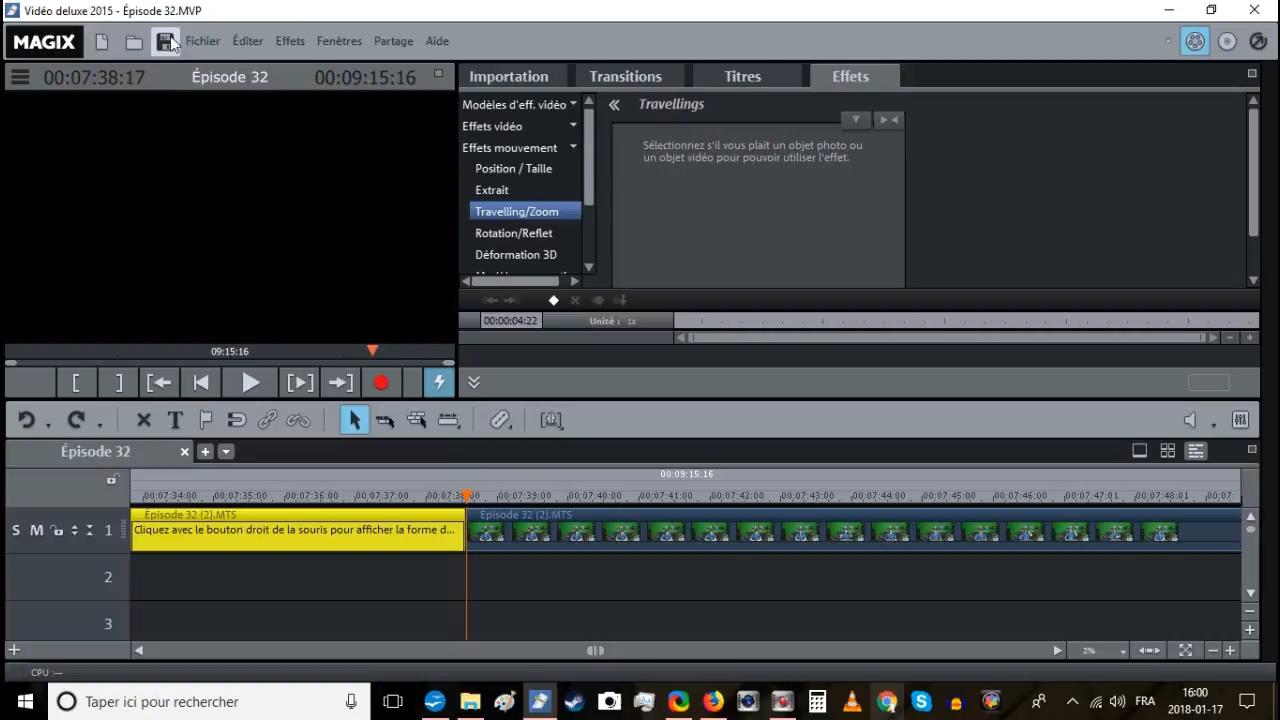 Vidéo deluxe 2015 - Épisode 32.MVP
MAGIX Fichier Éditer Effets Fenêtres Partage Aide
00:07:38:17 Épisode 32 00:09:15:16
Importation Transitions Titres Effets
Modèles d'eff. vidéo
Travellings
Effets vidéo
Effets mouvement
Sélectionnez s'il vous plait un objet photo ou
un objet vidéo pour pouvoir utiliser l'effet.
Position / Taille
Extrait
Travelling/Zoom
Rotation/Reflet
Déformation 3D
00:00:04:22 Unité : 1x
09:15:16
Épisode 32
00:09:15:16
00:07:34:00 00:07:35:00 00:07:36:00 00:07:37:00 00:07:39:00 00:07:40:00 00:07:41:00 00:07:42:00 00:07:43:00 00:07:44:00 00:07:45:00 00:07:46:00 00:07:47:01 00:07:48:01 00:07:
Épisode 32 (2).MTS Épisode 32 (2).MTS
S M 1 Cliquez avec le bouton droit de la souris pour afficher la forme d...
2
3
2%
CPU :--
Taper ici pour rechercher
FRA
16:00
2018-01-17